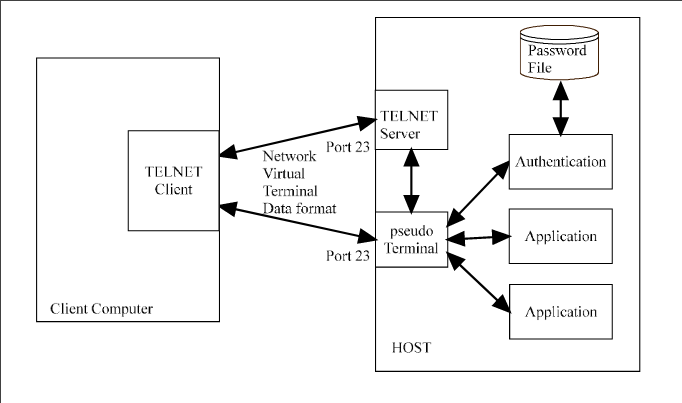 Password
File
TELNET
Server
Port 23
Network
Virtual
Terminal
Data format
TELNET
Client
Authentication
pseudo
Terminal
Application
Port 23
Client Computer
Application
HOST